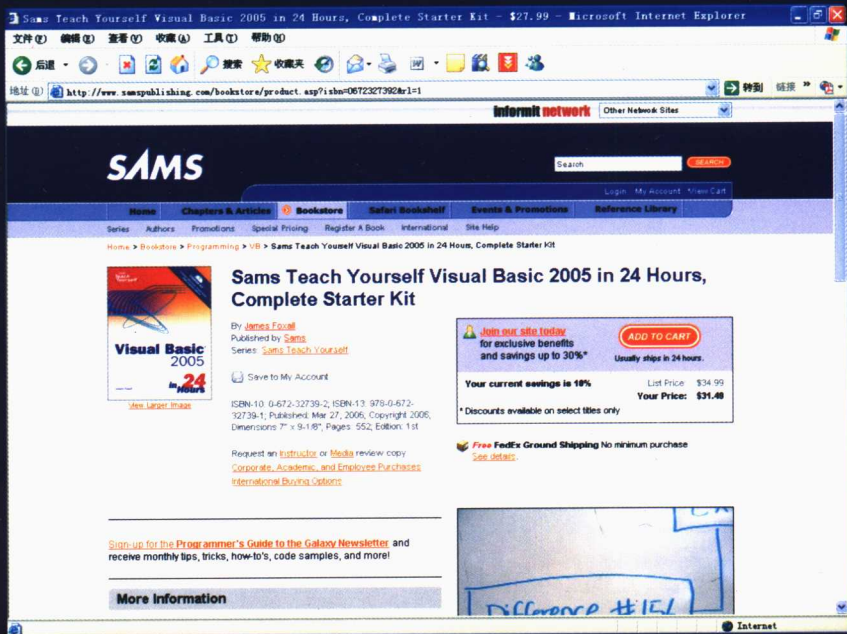 Sams Teach Yourself Visual Basic 2005 in 24 Hours, Complete Starter Kit - $27.99 - Microsoft Internet Explorer
文件(F) 编辑(E) 查看(V) 收藏(A) 工具(T) 帮助(H)
后退 搜索 收藏夹
地址(D) http://www.samspublishing.com/bookstore/product.asp?isbn=0672327392&rl=1 转到 链接 »
informit network Other Network Sites
SAMS
Search SEARCH
Login My Account View Cart
Home Chapters & Articles Bookstore Safari Bookshelf Events & Promotions Reference Library
Series Authors Promotions Special Pricing Register A Book International Site Help
Home > Bookstore > Programming > VB > Sams Teach Yourself Visual Basic 2005 in 24 Hours, Complete Starter Kit
Sams Teach Yourself Visual Basic 2005 in 24 Hours,
Complete Starter Kit
Visual Basic
2005
in 24
Hours
View Larger Image
By James Foxall
Published by Sams
Series: Sams Teach Yourself
Save to My Account
ISBN-10: 0-672-32739-2; ISBN-13: 978-0-672-
32739-1; Published: Mar 27, 2006; Copyright 2006;
Dimensions 7" x 9-1/8"; Pages: 552; Edition: 1st
Request an Instructor or Media review copy
Corporate, Academic, and Employee Purchases
International Buying Options
Join our site today
for exclusive benefits
and savings up to 30%*
ADD TO CART
Usually ships in 24 hours.
Your current savings is 10%
List Price: $34.99
Your Price: $31.49
* Discounts available on select titles only
Free FedEx Ground Shipping No minimum purchase
See details.
Sign-up for the Programmer's Guide to the Galaxy Newsletter and
receive monthly tips, tricks, how-to's, code samples, and more!
More Information
Difference #15
Internet